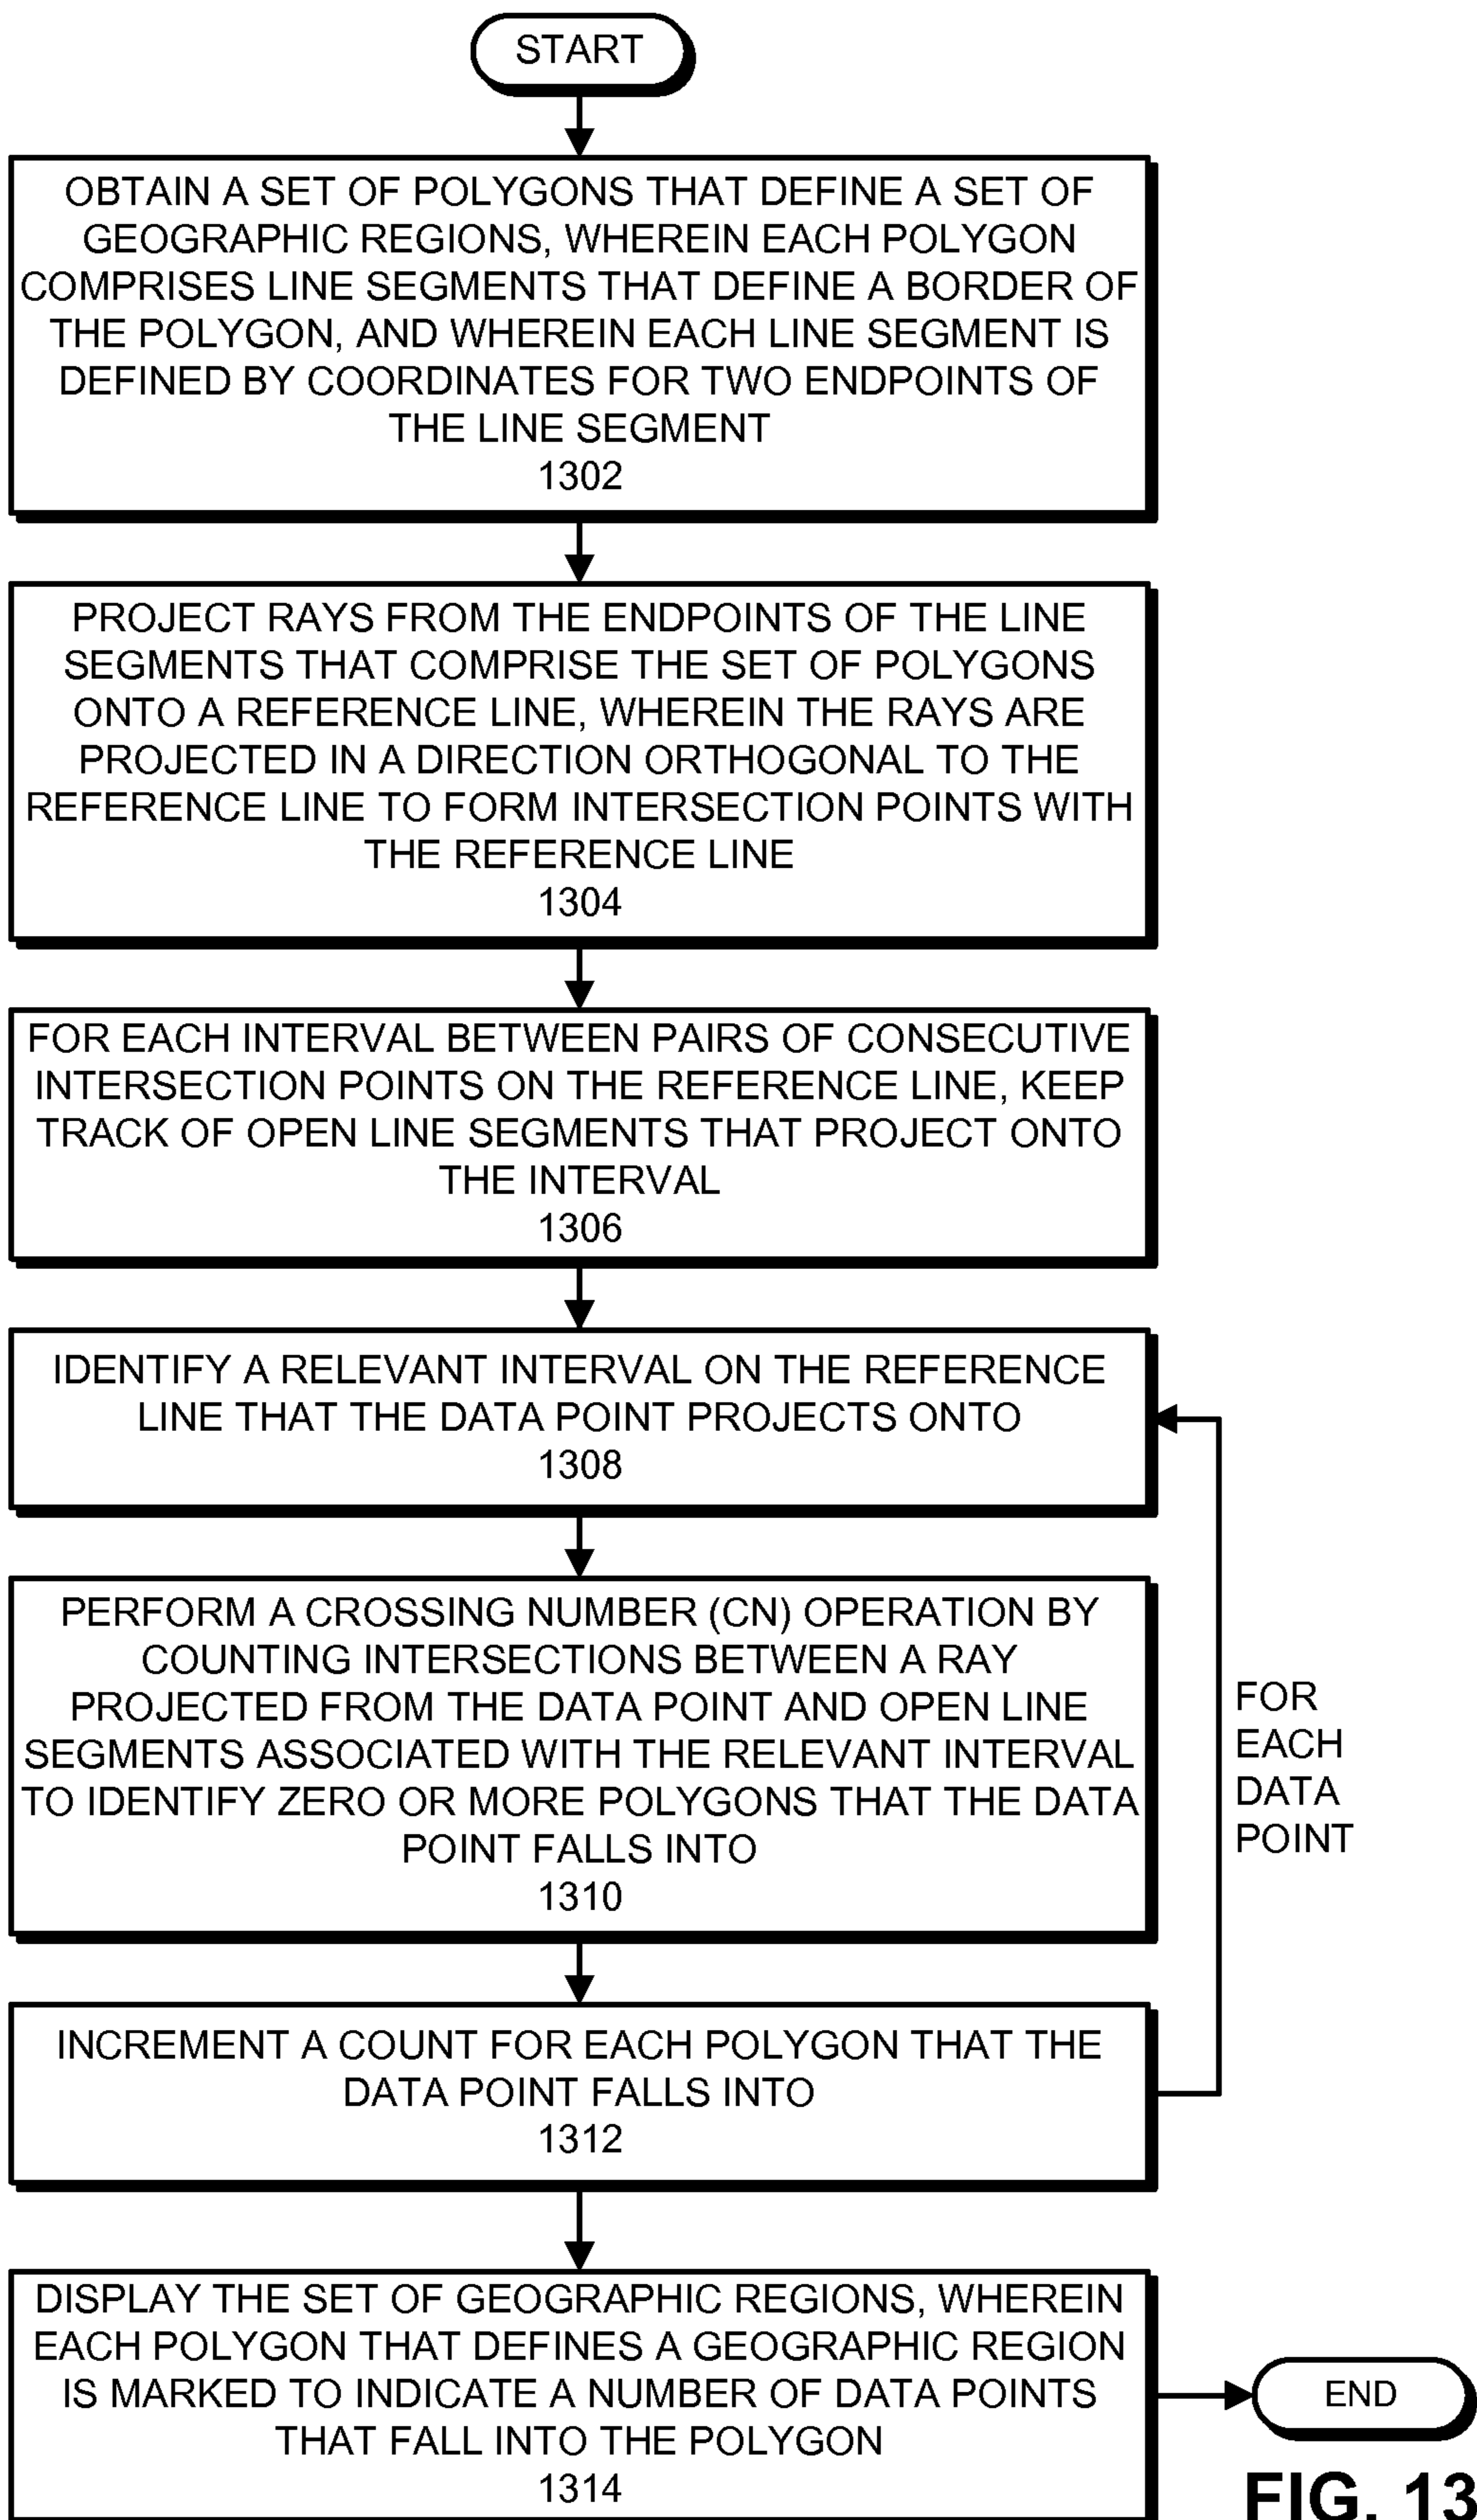 START
OBTAIN A SET OF POLYGONS THAT DEFINE A SET OF
GEOGRAPHIC REGIONS, WHEREIN EACH POLYGON
COMPRISES LINE SEGMENTS THAT DEFINE A BORDER OF
THE POLYGON, AND WHEREIN EACH LINE SEGMENT IS
DEFINED BY COORDINATES FOR TWO ENDPOINTS OF
THE LINE SEGMENT
1302
PROJECT RAYS FROM THE ENDPOINTS OF THE LINE
SEGMENTS THAT COMPRISE THE SET OF POLYGONS
ONTO A REFERENCE LINE, WHEREIN THE RAYS ARE
PROJECTED IN A DIRECTION ORTHOGONAL TO THE
REFERENCE LINE TO FORM INTERSECTION POINTS WITH
THE REFERENCE LINE
1304
FOR EACH INTERVAL BETWEEN PAIRS OF CONSECUTIVE
INTERSECTION POINTS ON THE REFERENCE LINE, KEEP
TRACK OF OPEN LINE SEGMENTS THAT PROJECT ONTO
THE INTERVAL
1306
IDENTIFY A RELEVANT INTERVAL ON THE REFERENCE
LINE THAT THE DATA POINT PROJECTS ONTO
1308
PERFORM A CROSSING NUMBER (CN) OPERATION BY
COUNTING INTERSECTIONS BETWEEN A RAY
PROJECTED FROM THE DATA POINT AND OPEN LINE
SEGMENTS ASSOCIATED WITH THE RELEVANT INTERVAL
TO IDENTIFY ZERO OR MORE POLYGONS THAT THE DATA
POINT FALLS INTO
1310
FOR
EACH
DATA
POINT
INCREMENT A COUNT FOR EACH POLYGON THAT THE
DATA POINT FALLS INTO
1312
DISPLAY THE SET OF GEOGRAPHIC REGIONS, WHEREIN
EACH POLYGON THAT DEFINES A GEOGRAPHIC REGION
IS MARKED TO INDICATE A NUMBER OF DATA POINTS
THAT FALL INTO THE POLYGON
1314
END
FIG. 13